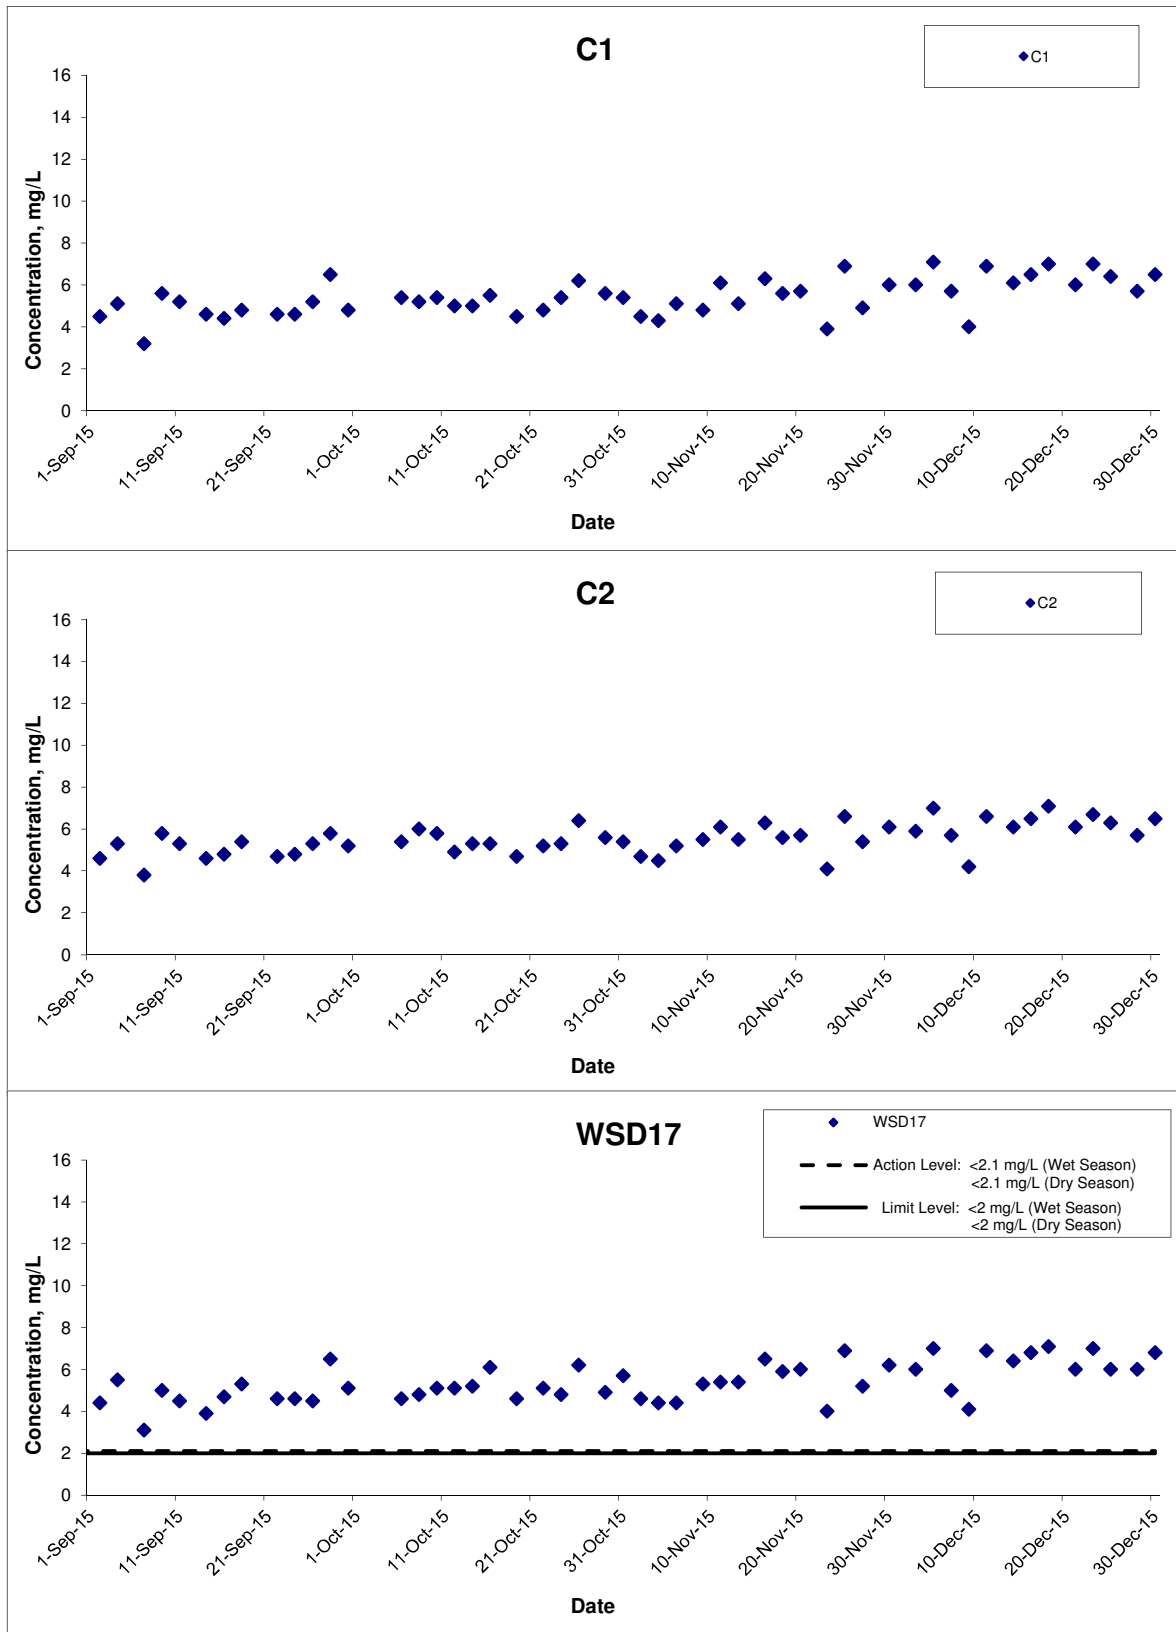 C1
C1
16
14
12
10
8
6
4
2
0
Concentration, mg/L
1-Sep-15
11-Sep-15
21-Sep-15
1-Oct-15
11-Oct-15
21-Oct-15
31-Oct-15
10-Nov-15
20-Nov-15
30-Nov-15
10-Dec-15
20-Dec-15
30-Dec-15
Date
C2
C2
16
14
12
10
8
6
4
2
0
Concentration, mg/L
1-Sep-15
11-Sep-15
21-Sep-15
1-Oct-15
11-Oct-15
21-Oct-15
31-Oct-15
10-Nov-15
20-Nov-15
30-Nov-15
10-Dec-15
20-Dec-15
30-Dec-15
Date
WSD17
WSD17
Action Level: <2.1 mg/L (Wet Season)
<2.1 mg/L (Dry Season)
Limit Level: <2 mg/L (Wet Season)
<2 mg/L (Dry Season)
16
14
12
10
8
6
4
2
0
Concentration, mg/L
1-Sep-15
11-Sep-15
21-Sep-15
1-Oct-15
11-Oct-15
21-Oct-15
31-Oct-15
10-Nov-15
20-Nov-15
30-Nov-15
10-Dec-15
20-Dec-15
30-Dec-15
Date